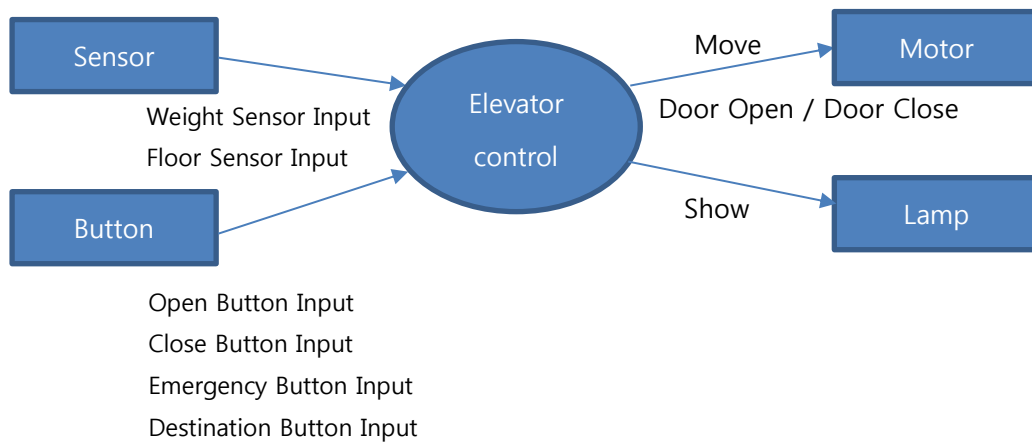 Sensor
Weight Sensor Input
Floor Sensor Input
Button
Open Button Input
Close Button Input
Emergency Button Input
Destination Button Input
Elevator
control
Move
Door Open / Door Close
Motor
Show
Lamp